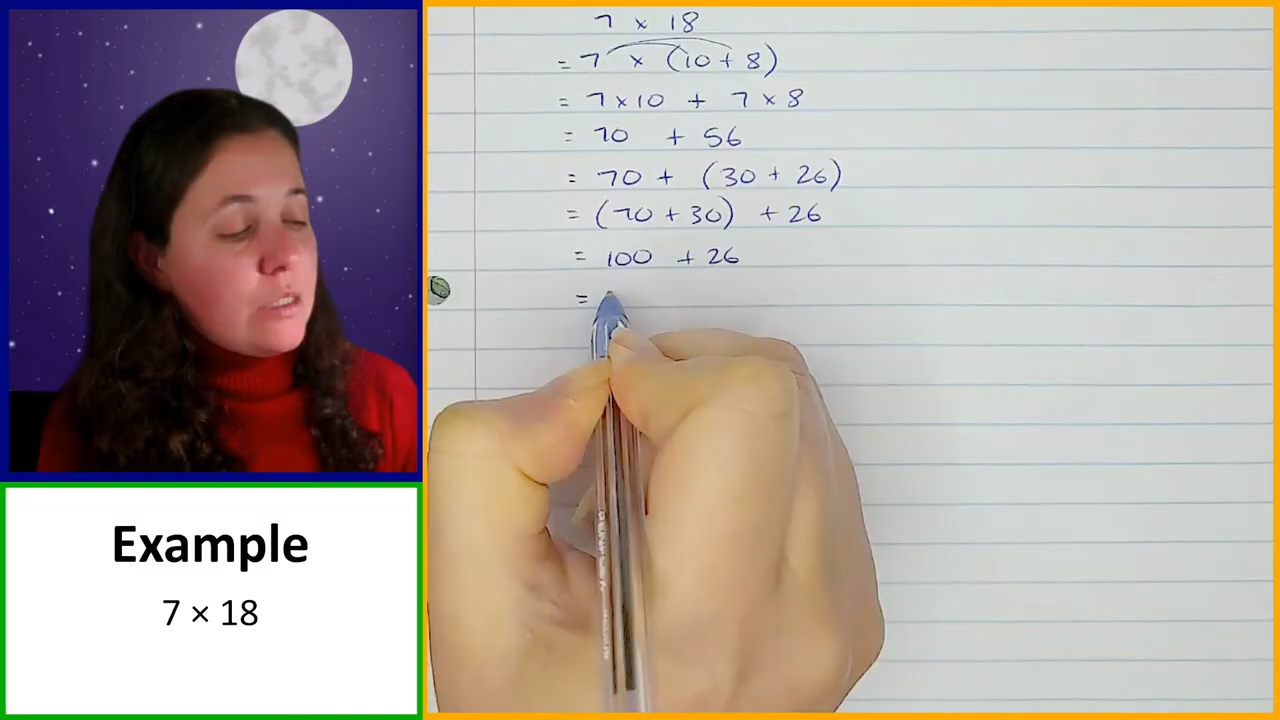 Example
7 × 18
7 × 18
= 7 × (10 + 8)
= 7 × 10 + 7 × 8
= 70 + 56
= 70 + (30 + 26)
= (70 + 30) + 26
= 100 + 26
=